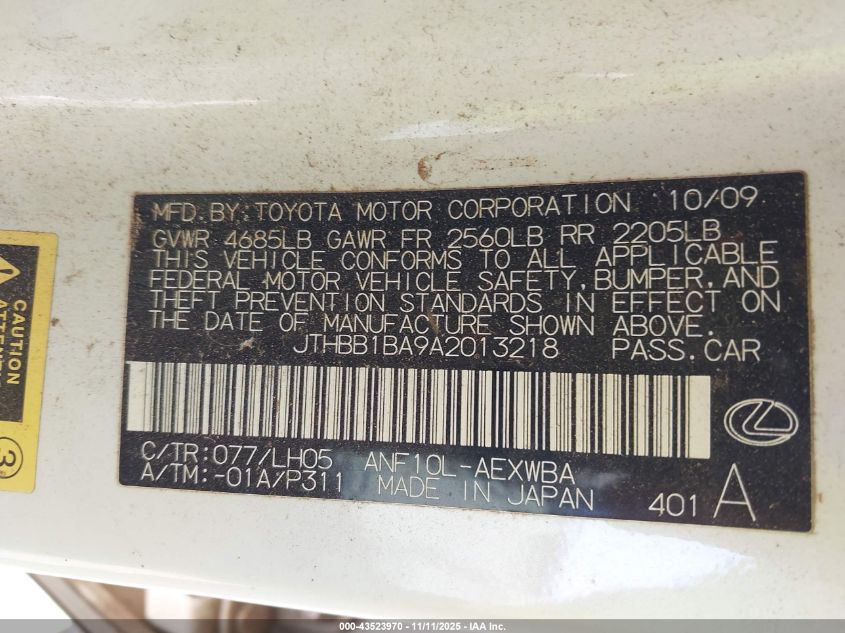 MFD. BY: TOYOTA MOTOR CORPORATION 10/09
GVWR 4685LB GAWR FR 2560LB RR 2205LB
THIS VEHICLE CONFORMS TO ALL APPLICABLE
FEDERAL MOTOR VEHICLE SAFETY, BUMPER, AND
THEFT PREVENTION STANDARDS IN EFFECT ON
THE DATE OF MANUFACTURE SHOWN ABOVE.
JTHBB1BA9A2013218 PASS. CAR
C/TR: 077/LH05 ANF10L-AEXWBA
A/TM: -01A/P311 MADE IN JAPAN 401 A
CAUTION
3
000-43523970 - 11/11/2025 - IAA Inc.